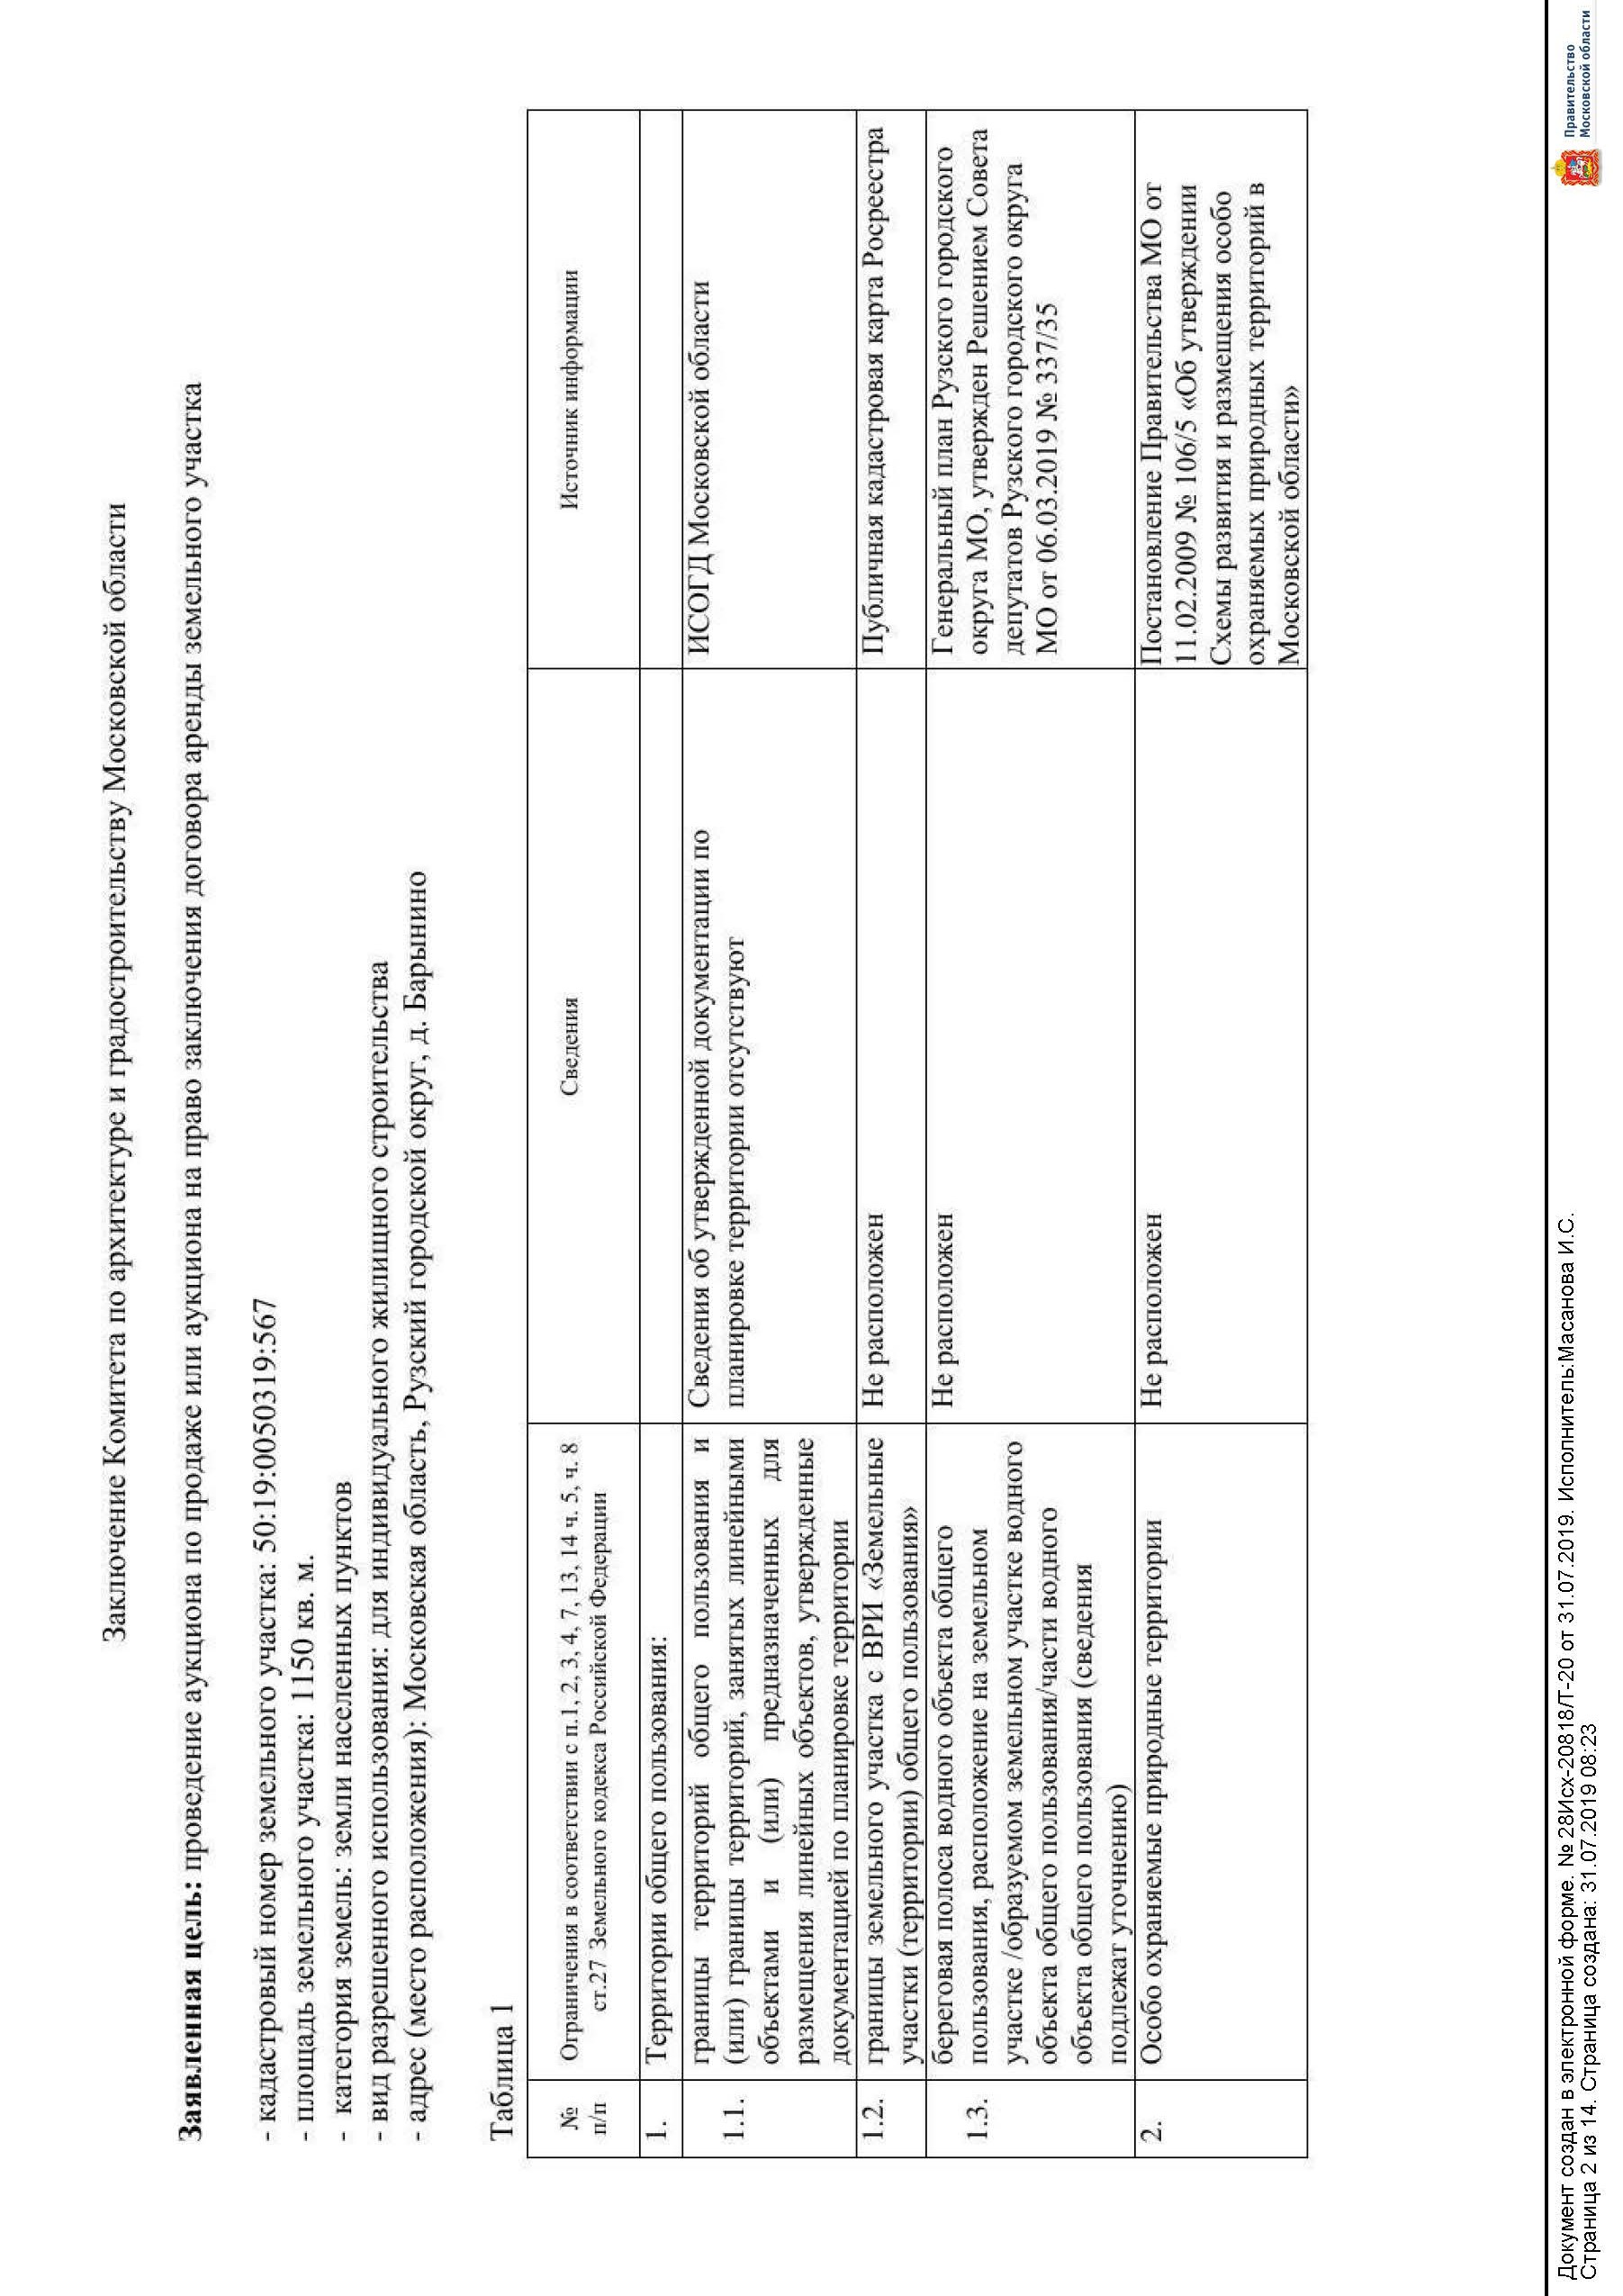 Заключение Комитета по архитектуре и градостроительству Московской области
Заявленная цель: проведение аукциона по продаже или аукциона на право заключения договора аренды земельного участка
- кадастровый номер земельного участка: 50:19:0050319:567
- площадь земельного участка: 1150 кв. м.
- категория земель: земли населенных пунктов
- вид разрешенного использования: для индивидуального жилищного строительства
- адрес (место расположения): Московская область, Рузский городской округ, д. Барынино
Таблица 1
№
п/п
Ограничения в соответствии с п.1, 2, 3, 4, 7, 13, 14 ч. 5, ч. 8
ст.27 Земельного кодекса Российской Федерации
Сведения
Источник информации
1.
Территории общего пользования:
1.1.
границы территорий общего пользования и
(или) границы территорий, занятых линейными
объектами и (или) предназначенных для
размещения линейных объектов, утвержденные
документацией по планировке территории
Сведения об утвержденной документации по
планировке территории отсутствуют
ИСОГД Московской области
1.2.
границы земельного участка с ВРИ «Земельные
участки (территории) общего пользования»
Не расположен
Публичная кадастровая карта Росреестра
1.3.
береговая полоса водного объекта общего
пользования, расположение на земельном
участке /образуемом земельном участке водного
объекта общего пользования/части водного
объекта общего пользования (сведения
подлежат уточнению)
Не расположен
Генеральный план Рузского городского
округа МО, утвержден Решением Совета
депутатов Рузского городского округа
МО от 06.03.2019 № 337/35
2.
Особо охраняемые природные территории
Не расположен
Постановление Правительства МО от
11.02.2009 № 106/5 «Об утверждении
Схемы развития и размещения особо
охраняемых природных территорий в
Московской области»
Документ создан в электронной форме. № 28Исх-20818/Т-20 от 31.07.2019. Исполнитель:Масанова И.С.
Страница 2 из 14. Страница создана: 31.07.2019 08:23
Правительство
Московской области